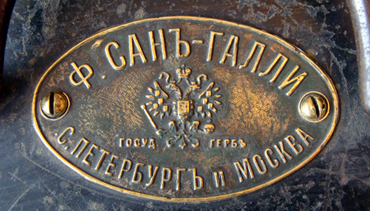 Ф. САНЪ-ГАЛЛИ
ГОСУД ГЕРБЪ
С. ПЕТЕРБУРГЪ и МОСКВА